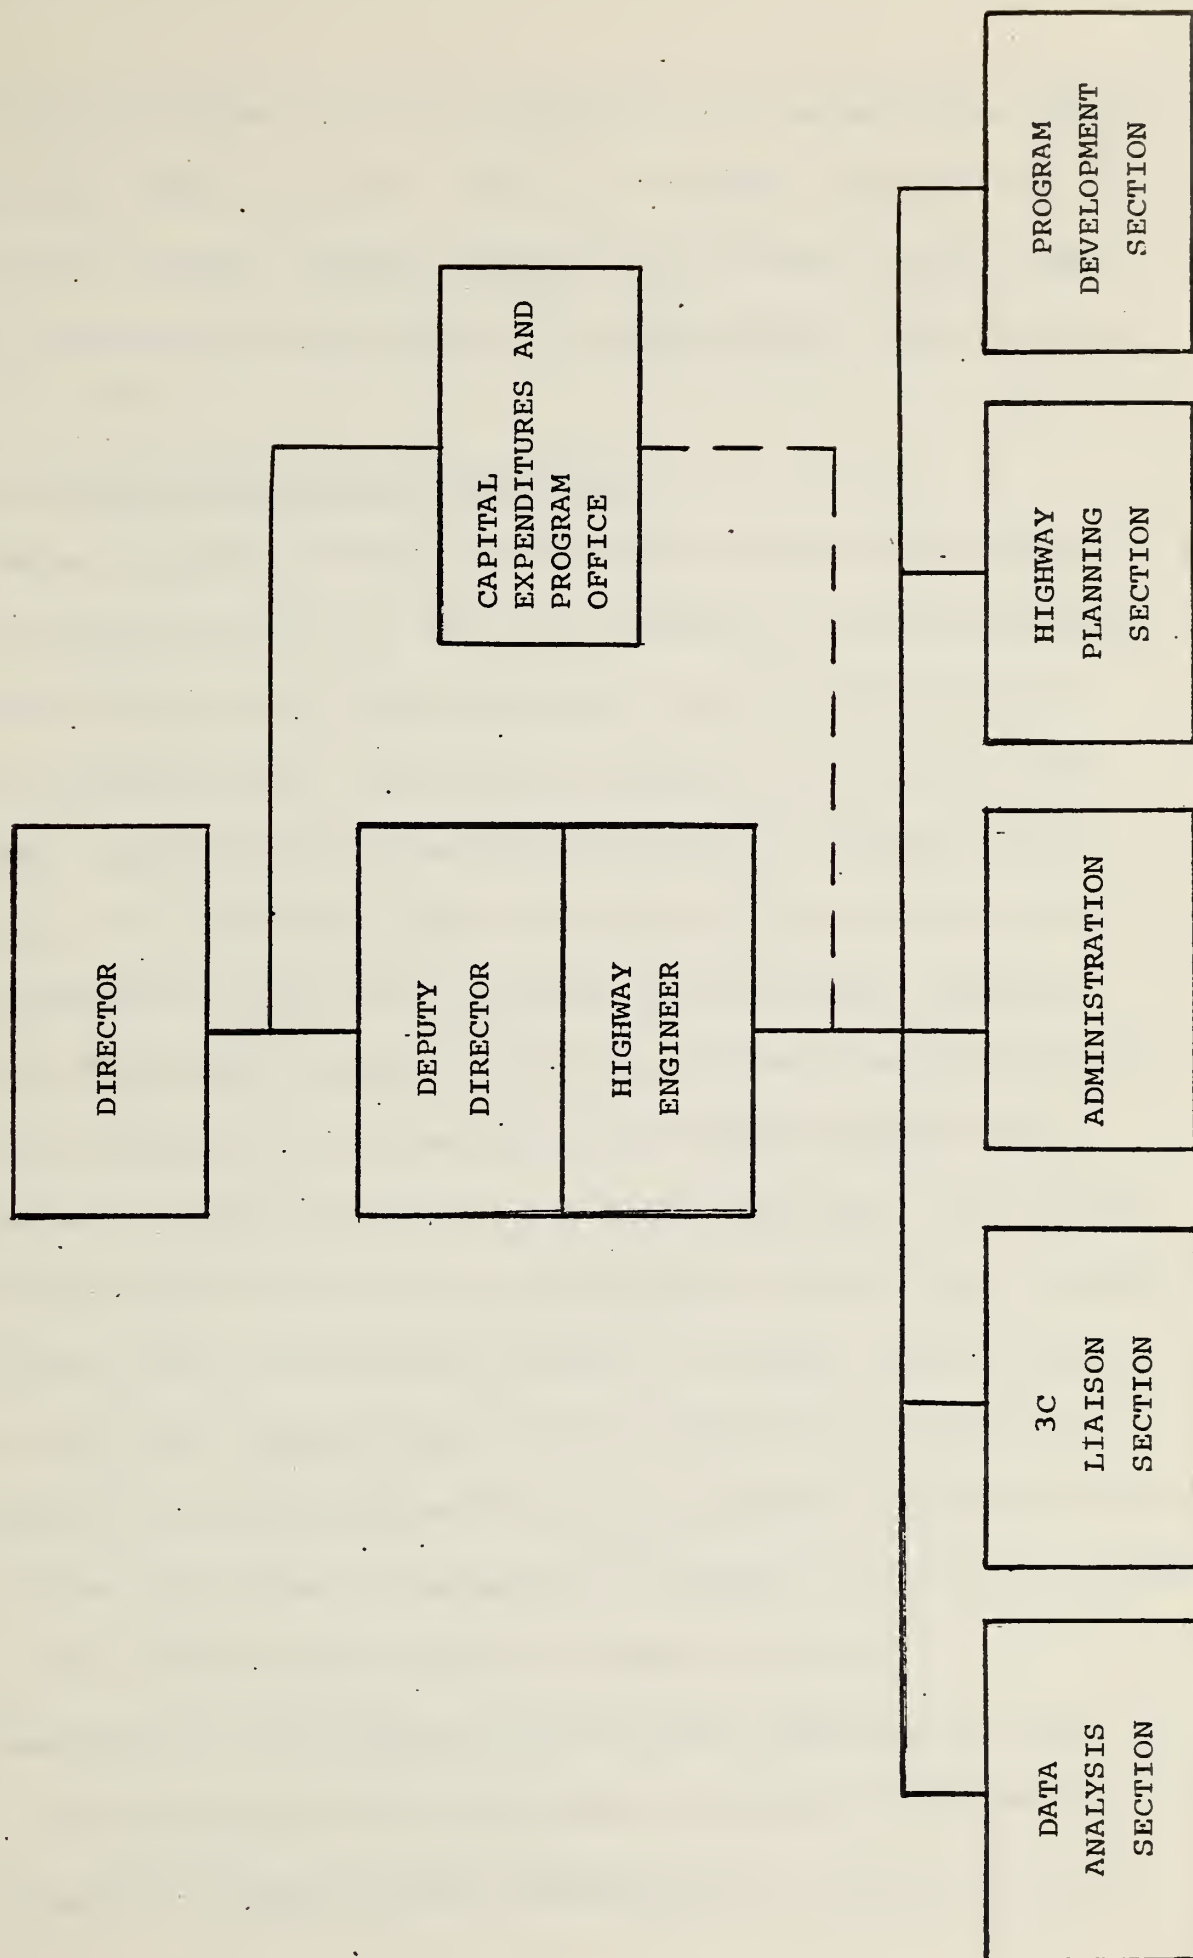 DIRECTOR
DEPUTY
DIRECTOR
HIGHWAY
ENGINEER
CAPITAL
EXPENDITURES AND
PROGRAM
OFFICE
DATA
ANALYSIS
SECTION
3C
LIAISON
SECTION
ADMINISTRATION
HIGHWAY
PLANNING
SECTION
PROGRAM
DEVELOPMENT
SECTION